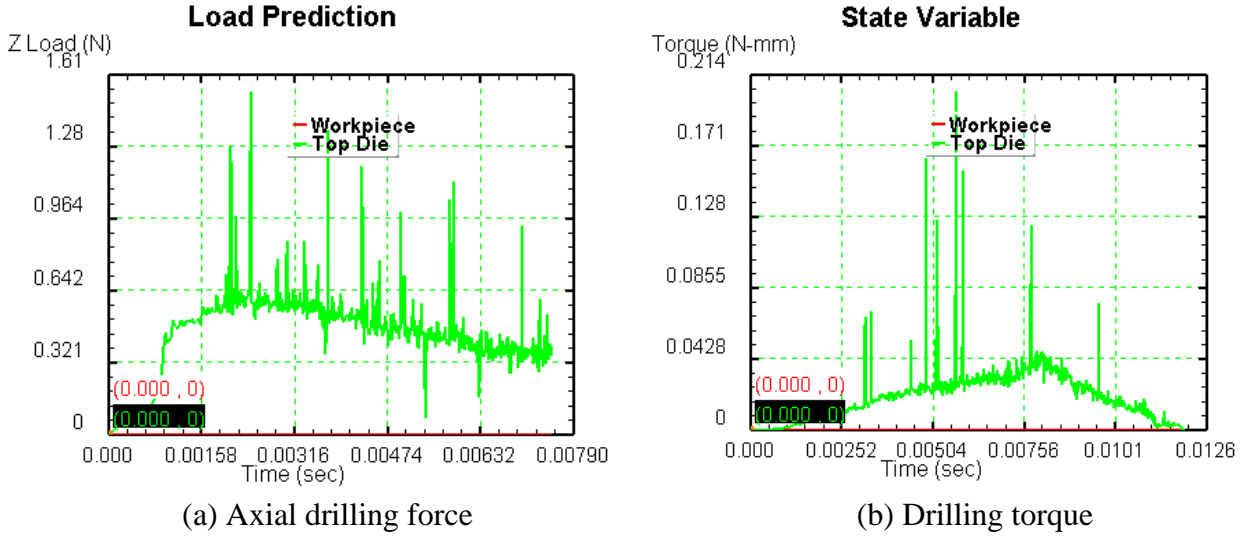 Load Prediction
Z Load (N)
1.61
1.28
0.964
0.642
0.321
0
Workpiece
Top Die
(0.000 , 0)
(0.000 , 0)
0.000 0.00158 0.00316 0.00474 0.00632 0.00790
Time (sec)
(a) Axial drilling force
State Variable
Torque (N-mm)
0.214
0.171
0.128
0.0855
0.0428
0
Workpiece
Top Die
(0.000 , 0)
(0.000 , 0)
0.000 0.00252 0.00504 0.00756 0.0101 0.0126
Time (sec)
(b) Drilling torque